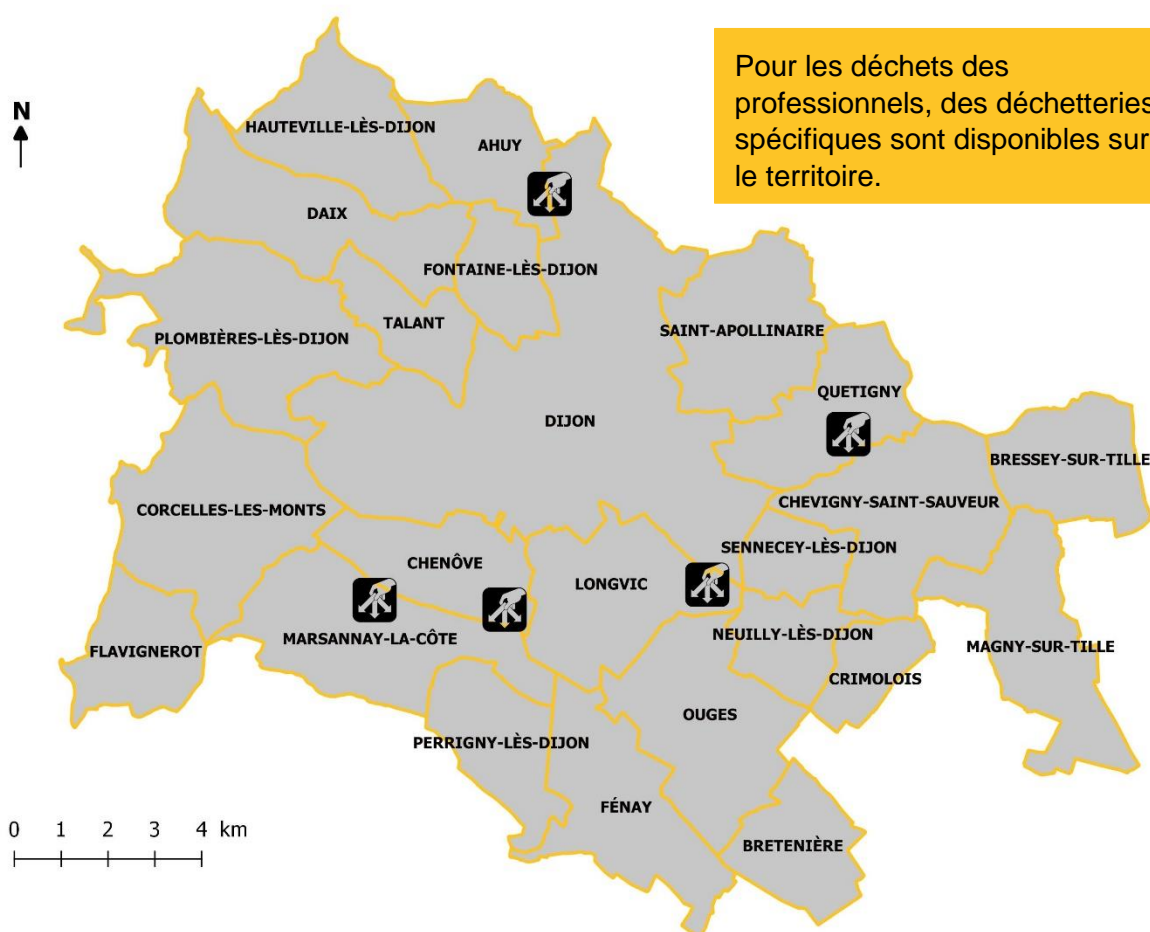 Pour les déchets des
professionnels, des déchetteries
spécifiques sont disponibles sur
le territoire.
N
HAUTEVILLE-LÈS-DIJON
AHUY
DAIX
FONTAINE-LÈS-DIJON
TALANT
SAINT-APOLLINAIRE
PLOMBIÈRES-LÈS-DIJON
QUETIGNY
DIJON
BRESSEY-SUR-TILLE
CHEVIGNY-SAINT-SAUVEUR
CORCELLES-LES-MONTS
SENNECEY-LÈS-DIJON
CHENÔVE
LONGVIC
NEUILLY-LÈS-DIJON
MARSANNAY-LA-CÔTE
FLAVIGNEROT
MAGNY-SUR-TILLE
CRIMOLOIS
OUGES
PERRIGNY-LÈS-DIJON
FÉNAY
BRETENIÈRE
0 1 2 3 4 km